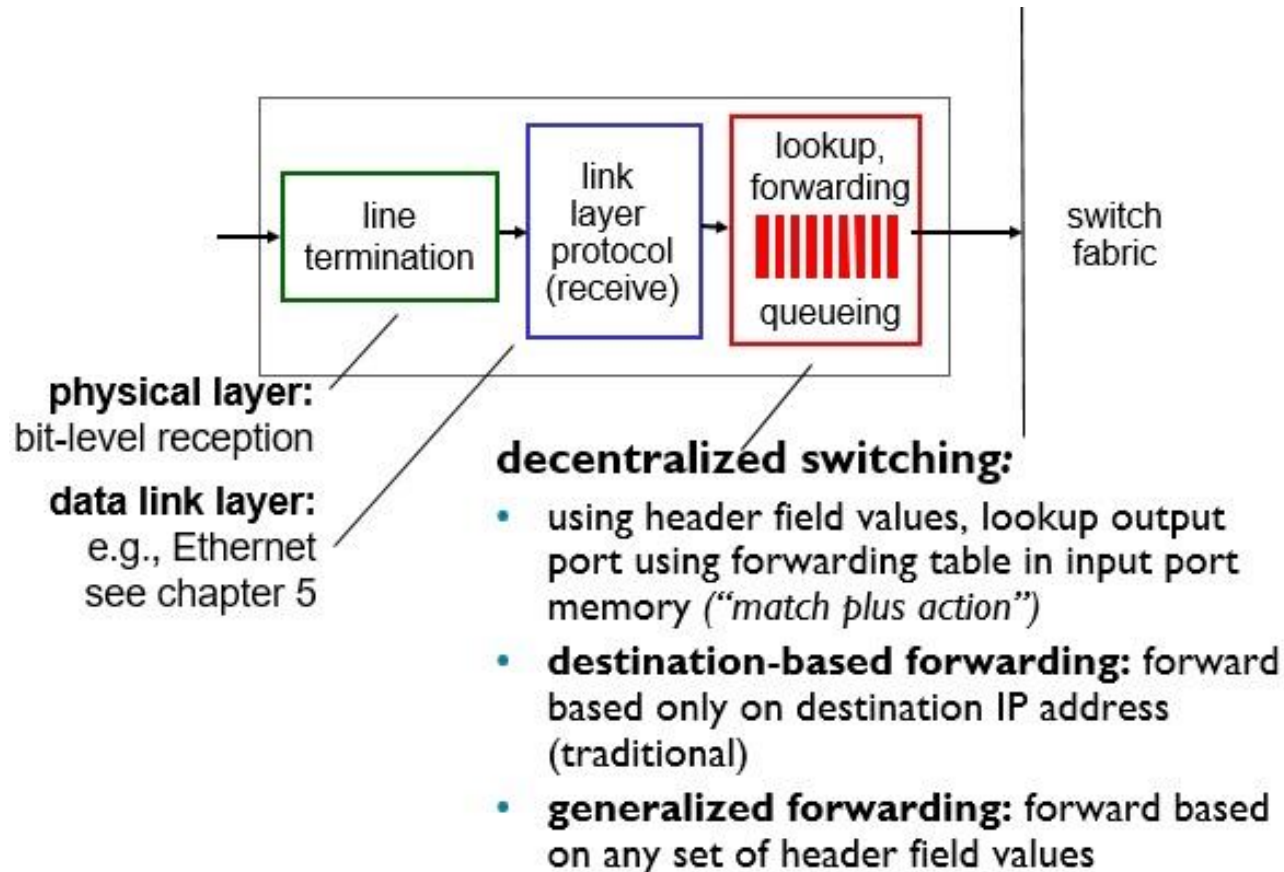 line
termination
link
layer
protocol
(receive)
lookup,
forwarding
queueing
switch
fabric
physical layer:
bit-level reception
data link layer:
e.g., Ethernet
see chapter 5
decentralized switching:
• using header field values, lookup output
port using forwarding table in input port
memory (“match plus action”)
• destination-based forwarding: forward
based only on destination IP address
(traditional)
• generalized forwarding: forward based
on any set of header field values